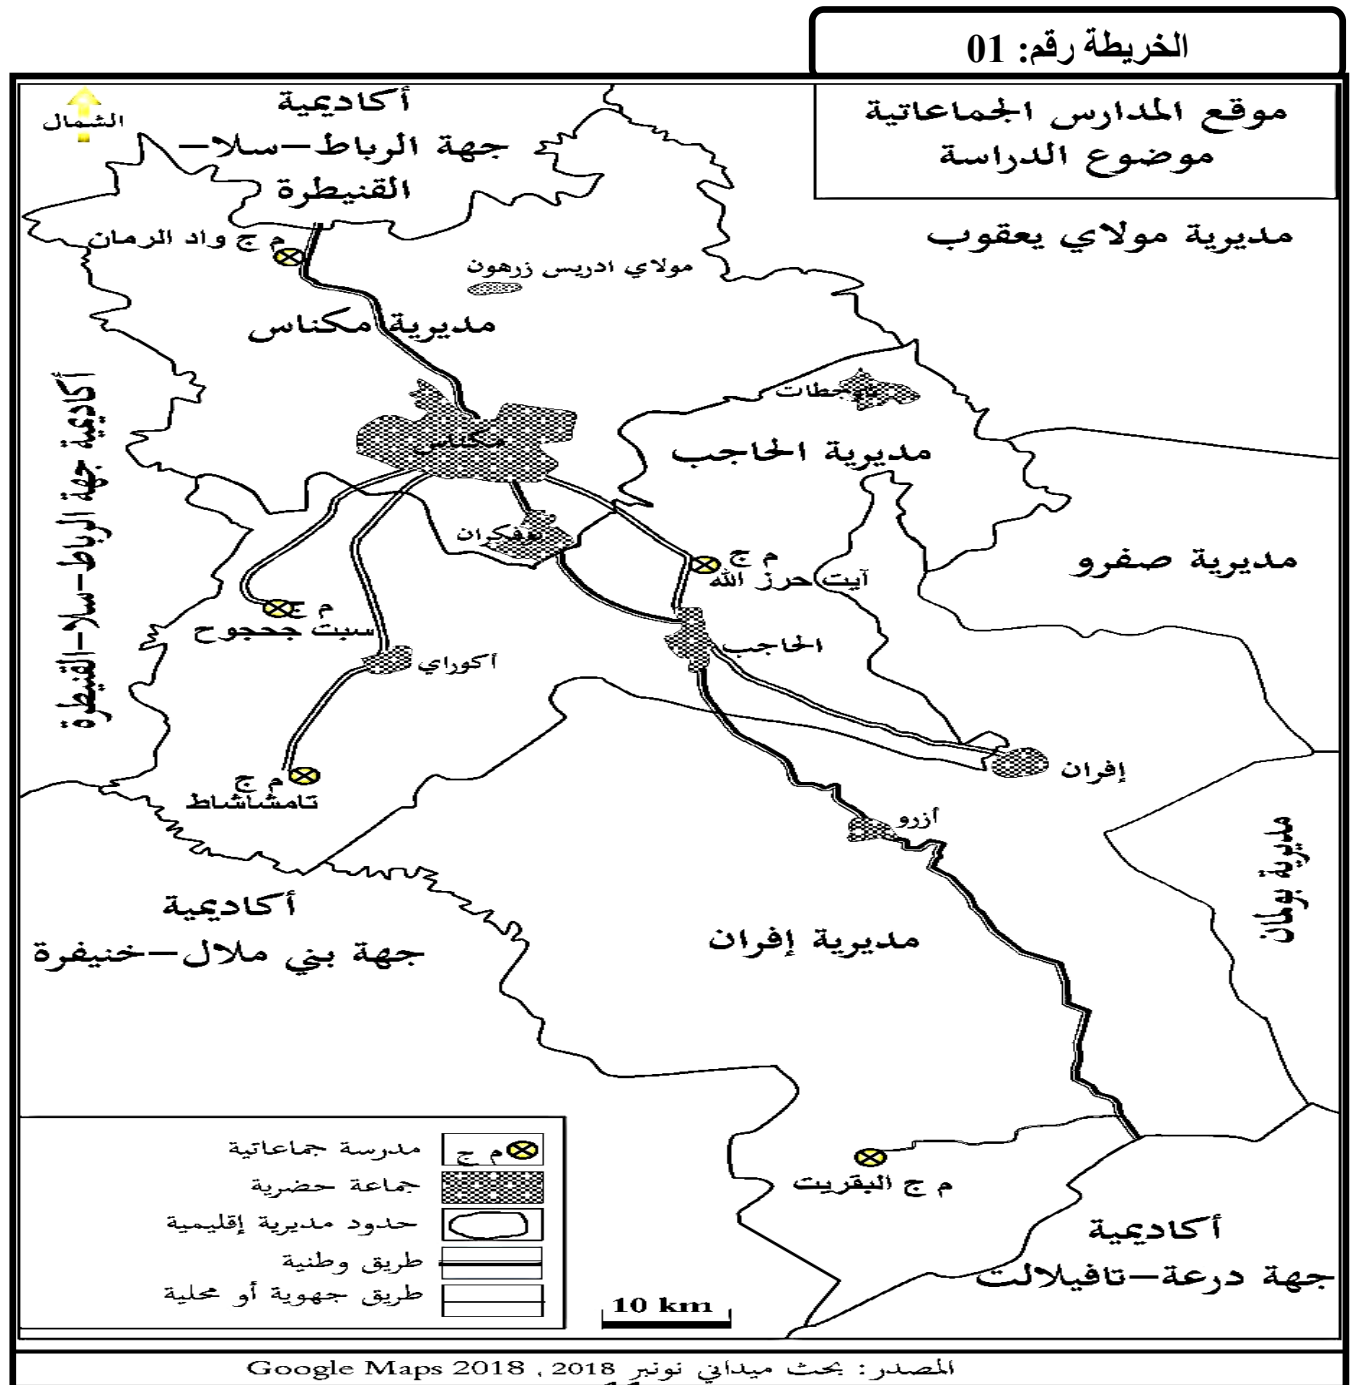 الخريطة رقم: 01
موقع المدارس الجماعاتية
موضوع الدراسة
الشمال
أكاديمية
جهة الرباط–سلا–
القنيطرة
مديرية مولاي يعقوب
م ج واد الرمان
مولاي ادريس زرهون
مديرية مكناس
أكاديمية جهة الرباط–سلا–القنيطرة
مكناس
مديرية الحاجب
بوفكران
م ج
آيت حرز الله
مديرية صفرو
م ج
سبت جحجوح
الحاجب
أكوراي
إفران
م ج
تامشاشاط
أزرو
مديرية بولمان
أكاديمية
جهة بني ملال–خنيفرة
مديرية إفران
م ج البقريت
أكاديمية
جهة درعة–تافيلالت
م ج
مدرسة جماعاتية
جماعة حضرية
حدود مديرية إقليمية
طريق وطنية
طريق جهوية أو محلية
10 km
المصدر: بحث ميداني نونبر 2018 , Google Maps 2018